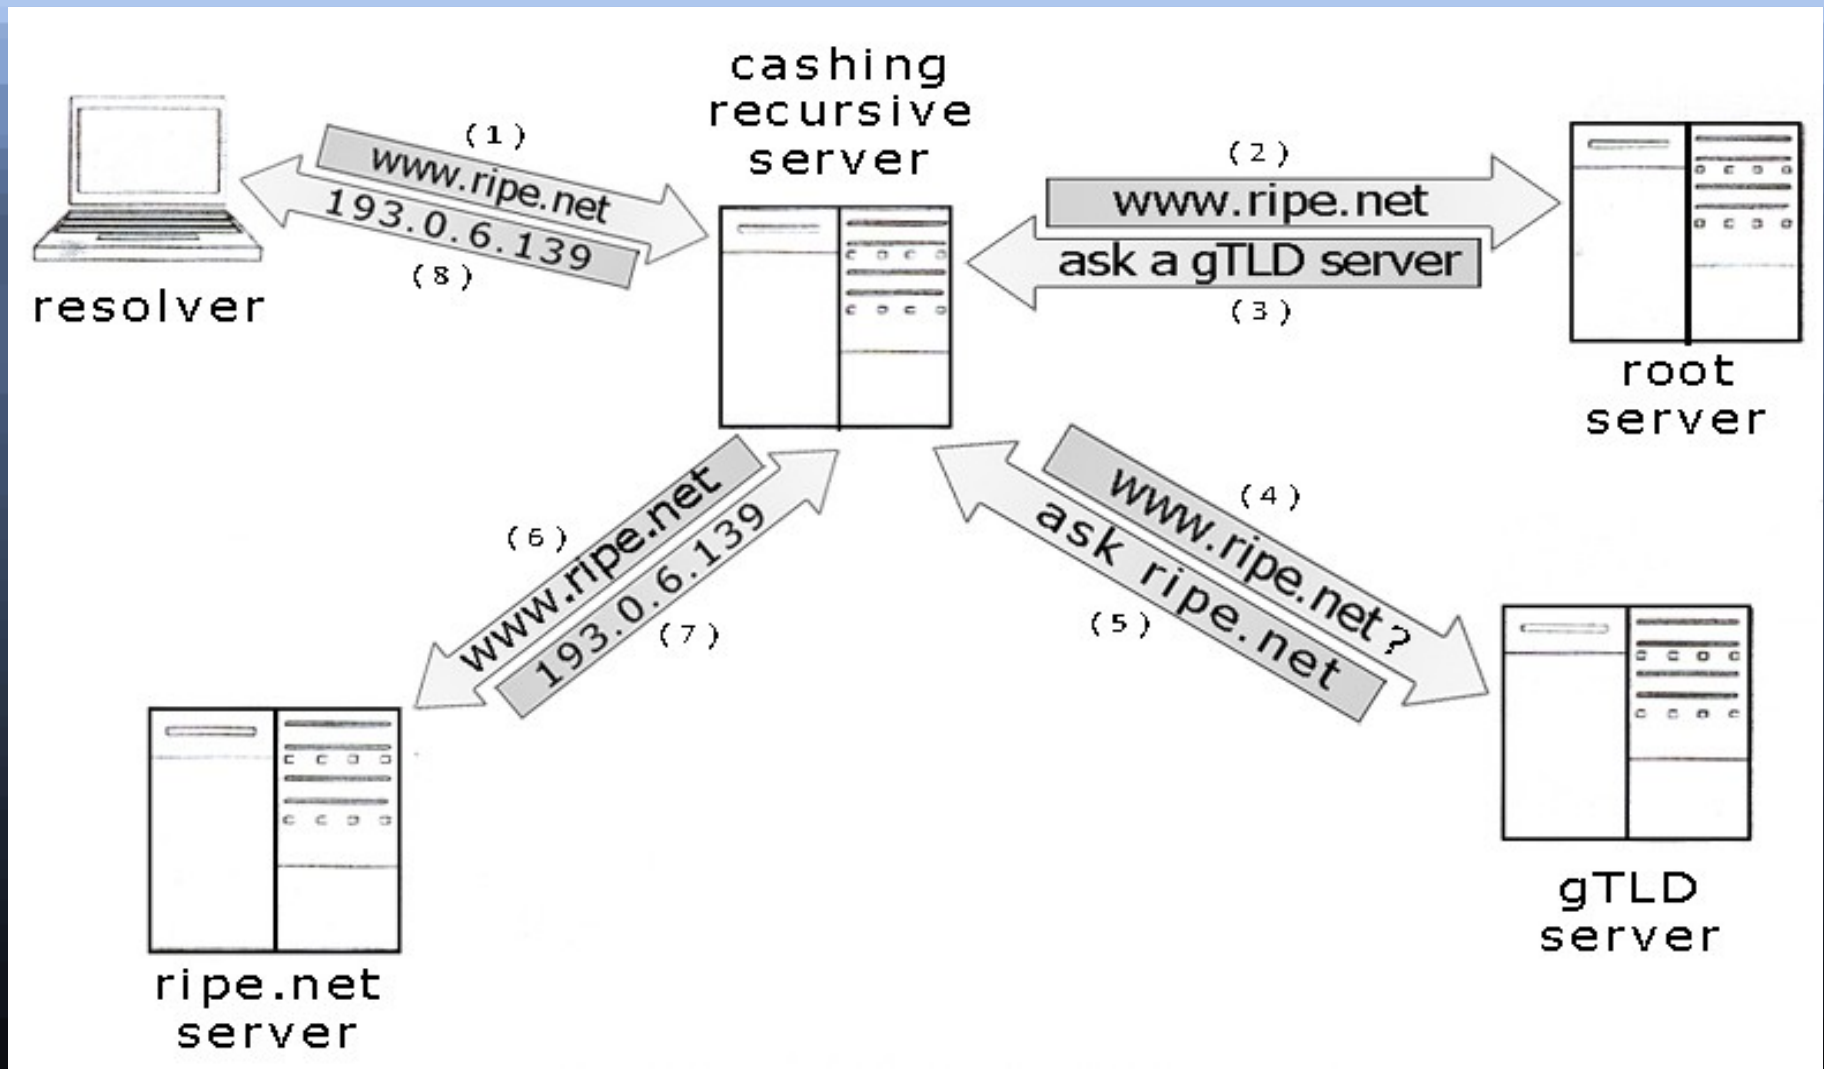 cashing
recursive
server
(1)
www.ripe.net
193.0.6.139
(8)
resolver
(2)
www.ripe.net
ask a gTLD server
(3)
root
server
(4)
www.ripe.net?
ask ripe.net
(5)
gTLD
server
(6)
www.ripe.net
193.0.6.139
(7)
ripe.net
server